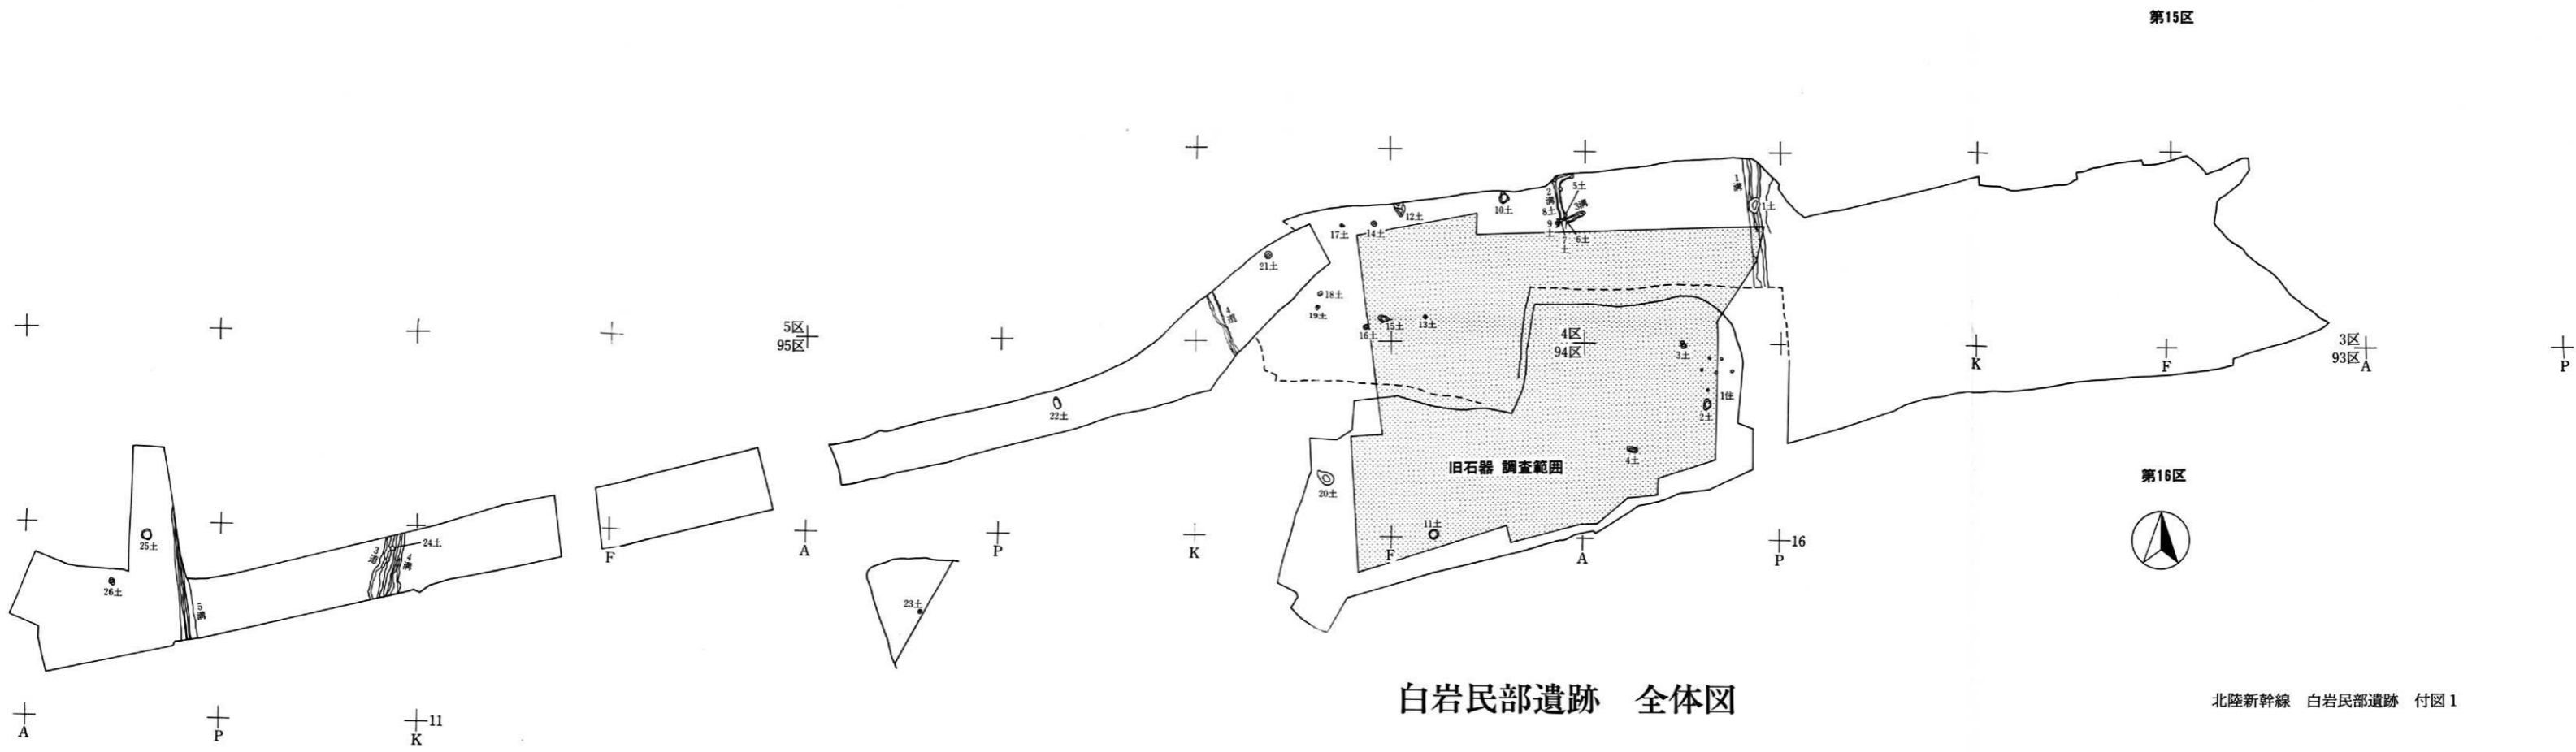 第15区
1溝
1土
5土
2溝
3溝
8土
9土
7土
6土
10土
12土
17土
14土
21土
18土
19土
16土
15土
13土
4道
5区
95区
4区
94区
3土
3区
93区
A
F
K
P
1住
2土
22土
旧石器 調査範囲
4土
第16区
20土
11土
25土
24土
3道
4溝
F
A
P
K
F
A
P
16
26土
5溝
23土
白岩民部遺跡 全体図
北陸新幹線 白岩民部遺跡 付図1
A
P
K
11